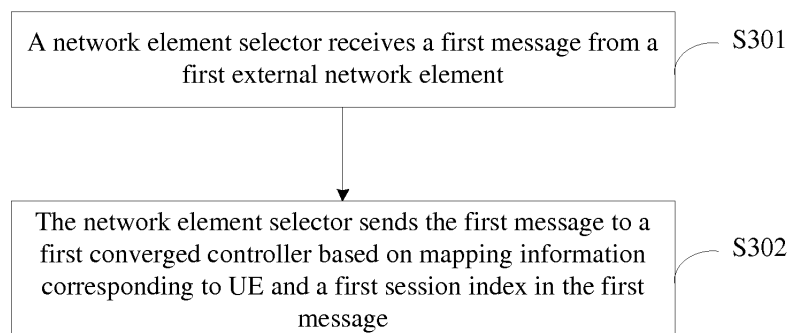 A network element selector receives a first message from a
first external network element
S301
The network element selector sends the first message to a
first converged controller based on mapping information
corresponding to UE and a first session index in the first
message
S302